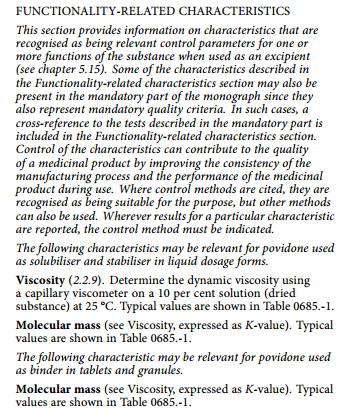 FUNCTIONALITY-RELATED CHARACTERISTICS
This section provides information on characteristics that are
recognised as being relevant control parameters for one or
more functions of the substance when used as an excipient
(see chapter 5.15). Some of the characteristics described in
the Functionality-related characteristics section may also be
present in the mandatory part of the monograph since they
also represent mandatory quality criteria. In such cases, a
cross-reference to the tests described in the mandatory part is
included in the Functionality-related characteristics section.
Control of the characteristics can contribute to the quality
of a medicinal product by improving the consistency of the
manufacturing process and the performance of the medicinal
product during use. Where control methods are cited, they are
recognised as being suitable for the purpose, but other methods
can also be used. Wherever results for a particular characteristic
are reported, the control method must be indicated.
The following characteristics may be relevant for povidone used
as solubiliser and stabiliser in liquid dosage forms.
Viscosity (2.2.9). Determine the dynamic viscosity using
a capillary viscometer on a 10 per cent solution (dried
substance) at 25 °C. Typical values are shown in Table 0685.-1.
Molecular mass (see Viscosity, expressed as K-value). Typical
values are shown in Table 0685.-1.
The following characteristic may be relevant for povidone used
as binder in tablets and granules.
Molecular mass (see Viscosity, expressed as K-value). Typical
values are shown in Table 0685.-1.